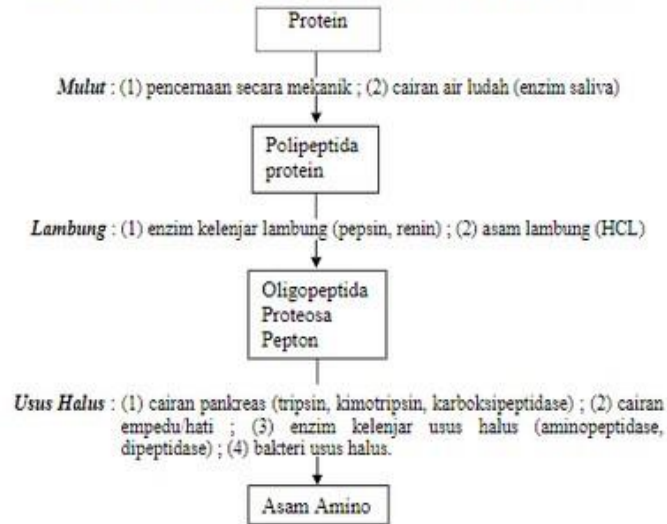 Protein
Mulut : (1) pencernaan secara mekanik ; (2) cairan air ludah (enzim saliva)
Polipeptida
protein
Lambung : (1) enzim kelenjar lambung (pepsin, renin) ; (2) asam lambung (HCL)
Oligopeptida
Proteosa
Pepton
Usus Halus : (1) cairan pankreas (tripsin, kimotripsin, karboksipeptidase) ; (2) cairan
empedu/hati ; (3) enzim kelenjar usus halus (aminopeptidase,
dipeptidase) ; (4) bakteri usus halus.
Asam Amino